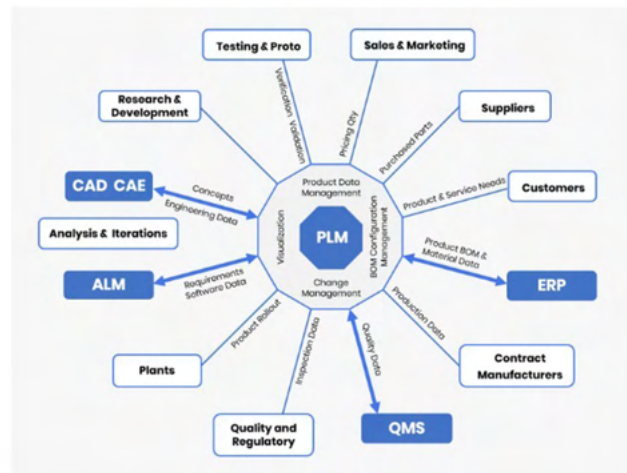 Testing & Proto
Sales & Marketing
Research &
Development
Verification Validation
Pricing Qty
Purchased Parts
Suppliers
CAD CAE
Concepts
Engineering Data
Product Data
Management
Product & Service Needs
Customers
Analysis & Iterations
Visualization
PLM
BOM Configuration
Management
Product BOM &
Material Data
ALM
Requirements
Software Data
Change
Management
ERP
Product Rollout
Inspection Data
Quality Data
Production Data
Plants
Contract
Manufacturers
Quality and
Regulatory
QMS